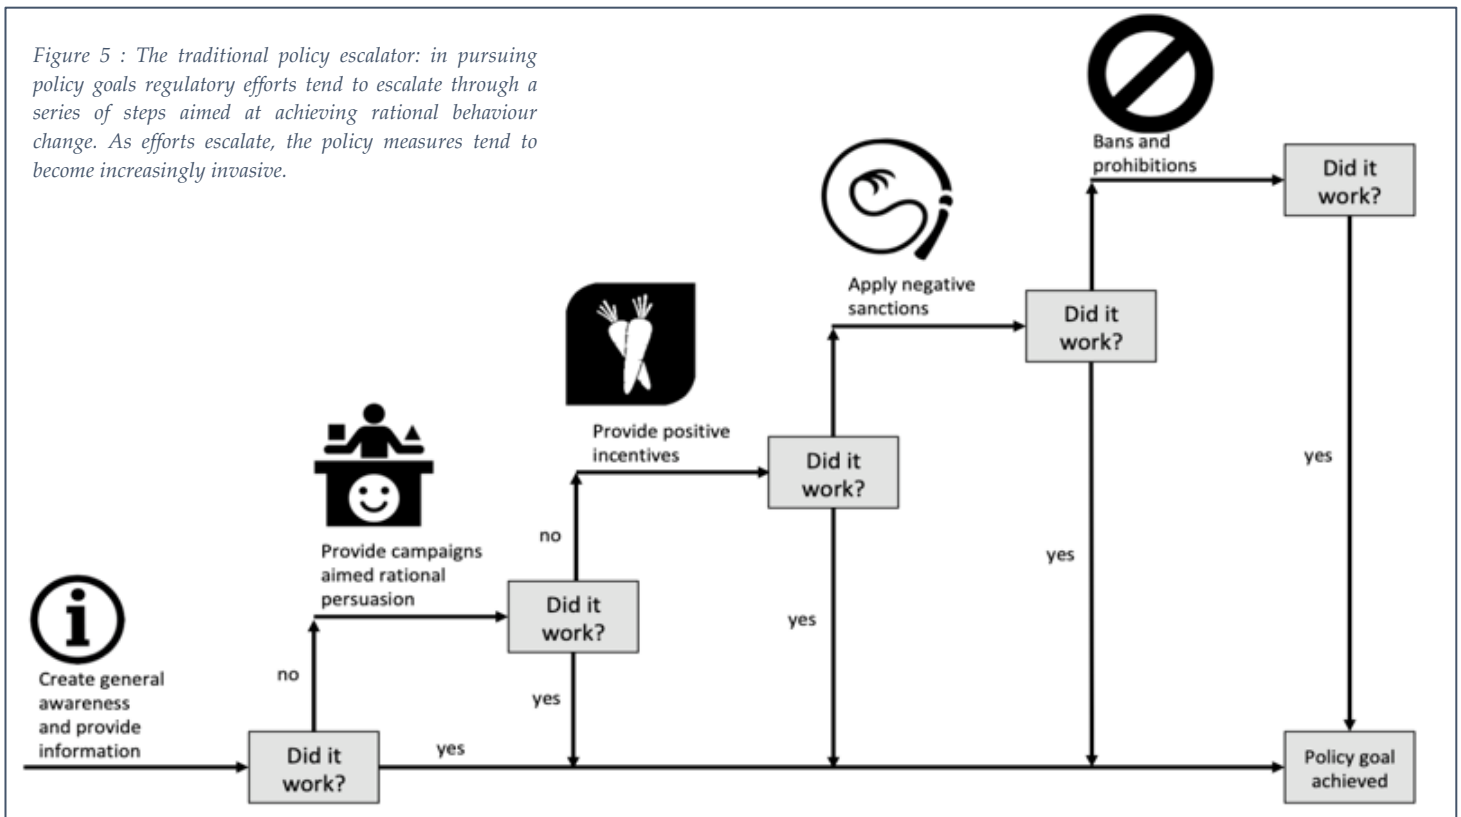 Figure 5 : The traditional policy escalator: in pursuing
policy goals regulatory efforts tend to escalate through a
series of steps aimed at achieving rational behaviour
change. As efforts escalate, the policy measures tend to
become increasingly invasive.
Bans and
prohibitions
Did it
work?
Apply negative
sanctions
Did it
work?
Provide positive
incentives
Did it
work?
yes
no
yes
Provide campaigns
aimed rational
persuasion
Did it
work?
yes
i
Create general
awareness
and provide
information
no
yes
Did it
work?
yes
Policy goal
achieved